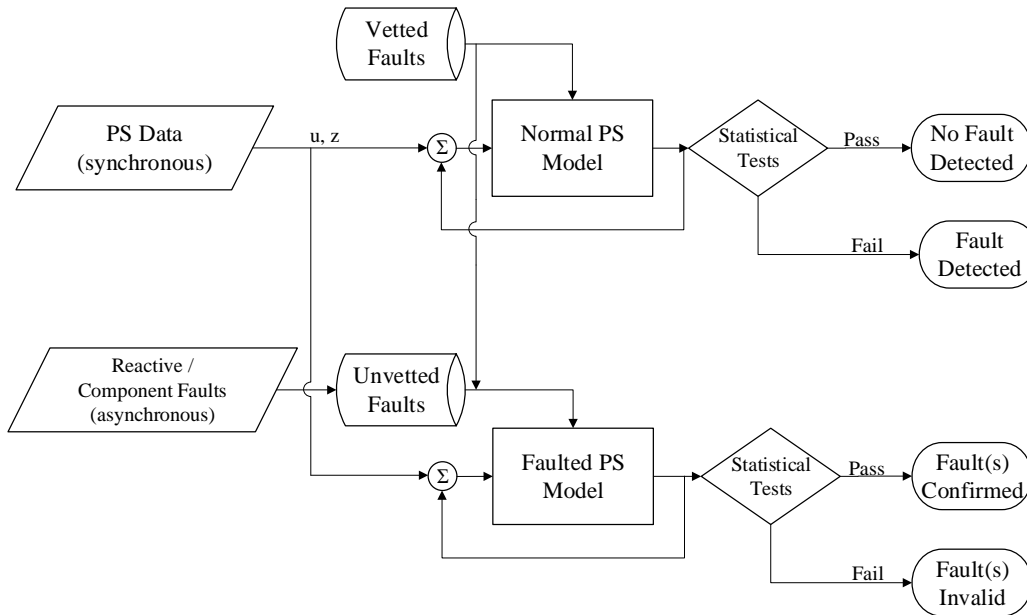 Vetted
Faults
PS Data
(synchronous)
u, z
Σ
Normal PS
Model
Statistical
Tests
Pass
No Fault
Detected
Fail
Fault
Detected
Reactive /
Component Faults
(asynchronous)
Unvetted
Faults
Σ
Faulted PS
Model
Statistical
Tests
Pass
Fault(s)
Confirmed
Fail
Fault(s)
Invalid